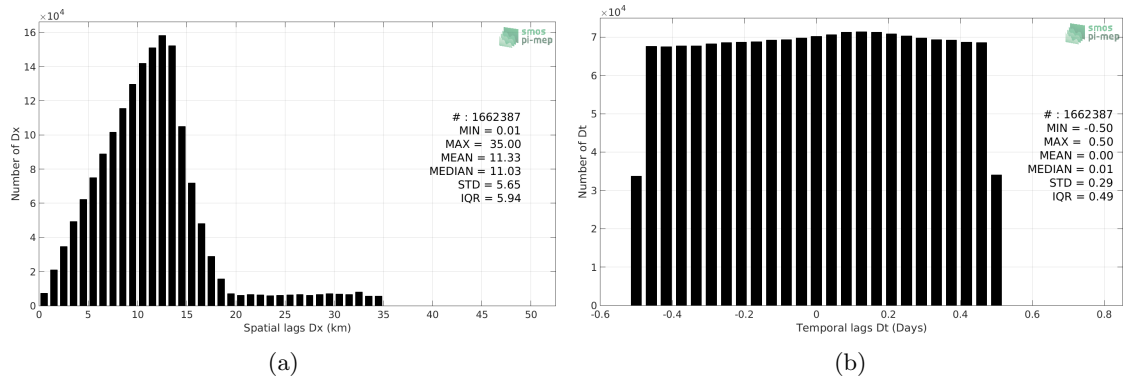 ×10⁴
16
14
12
10
8
6
4
2
0
Number of Dx
0 5 10 15 20 25 30 35 40 45 50
Spatial lags Dx (km)
smos
pi-mep
# : 1662387
MIN = 0.01
MAX = 35.00
MEAN = 11.33
MEDIAN = 11.03
STD = 5.65
IQR = 5.94
(a)
×10⁴
7
6
5
4
3
2
1
0
Number of Dt
-0.6 -0.4 -0.2 0 0.2 0.4 0.6 0.8
Temporal lags Dt (Days)
smos
pi-mep
# : 1662387
MIN = -0.50
MAX = 0.50
MEAN = 0.00
MEDIAN = 0.01
STD = 0.29
IQR = 0.49
(b)